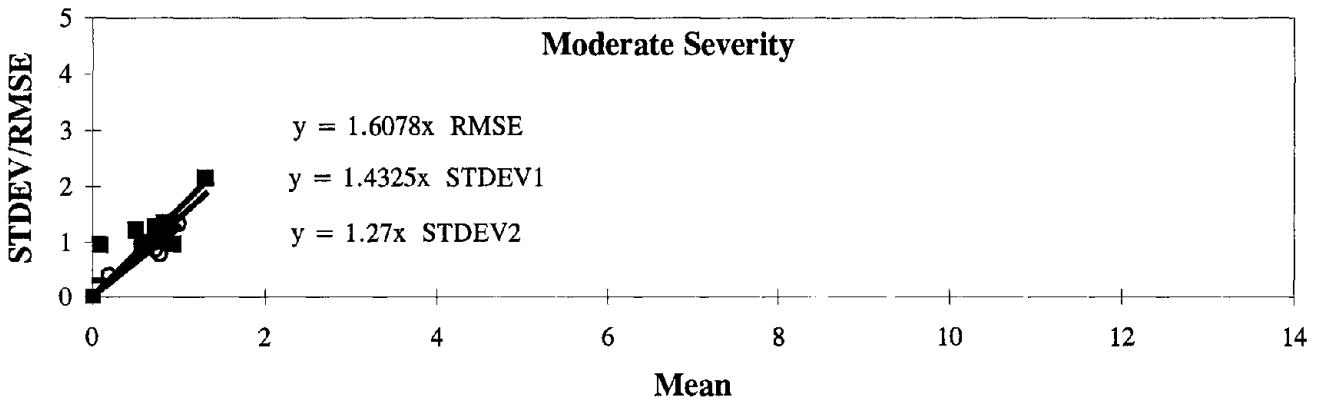 Moderate Severity
STDEV/RMSE
5
4
3
2
1
0
y = 1.6078x RMSE
y = 1.4325x STDEV1
y = 1.27x STDEV2
0 2 4 6 8 10 12 14
Mean